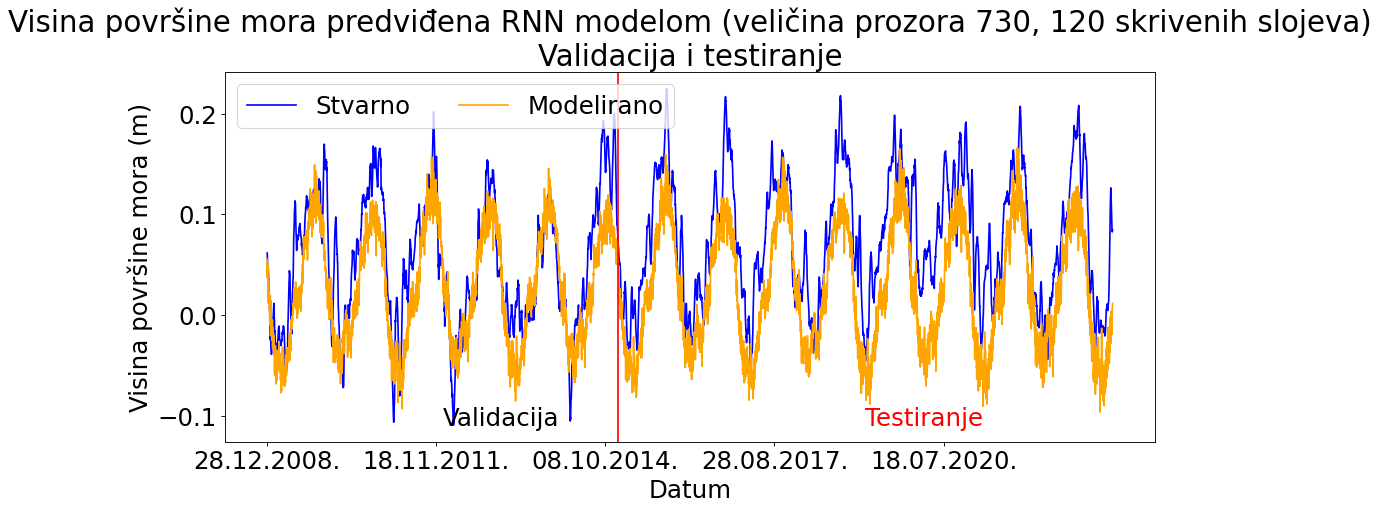 Visina površine mora predviđena RNN modelom (veličina prozora 730, 120 skrivenih slojeva)
Validacija i testiranje
Stvarno
Modelirano
Visina površine mora (m)
0.2
0.1
0.0
−0.1
Validacija
Testiranje
28.12.2008.
18.11.2011.
08.10.2014.
28.08.2017.
18.07.2020.
Datum